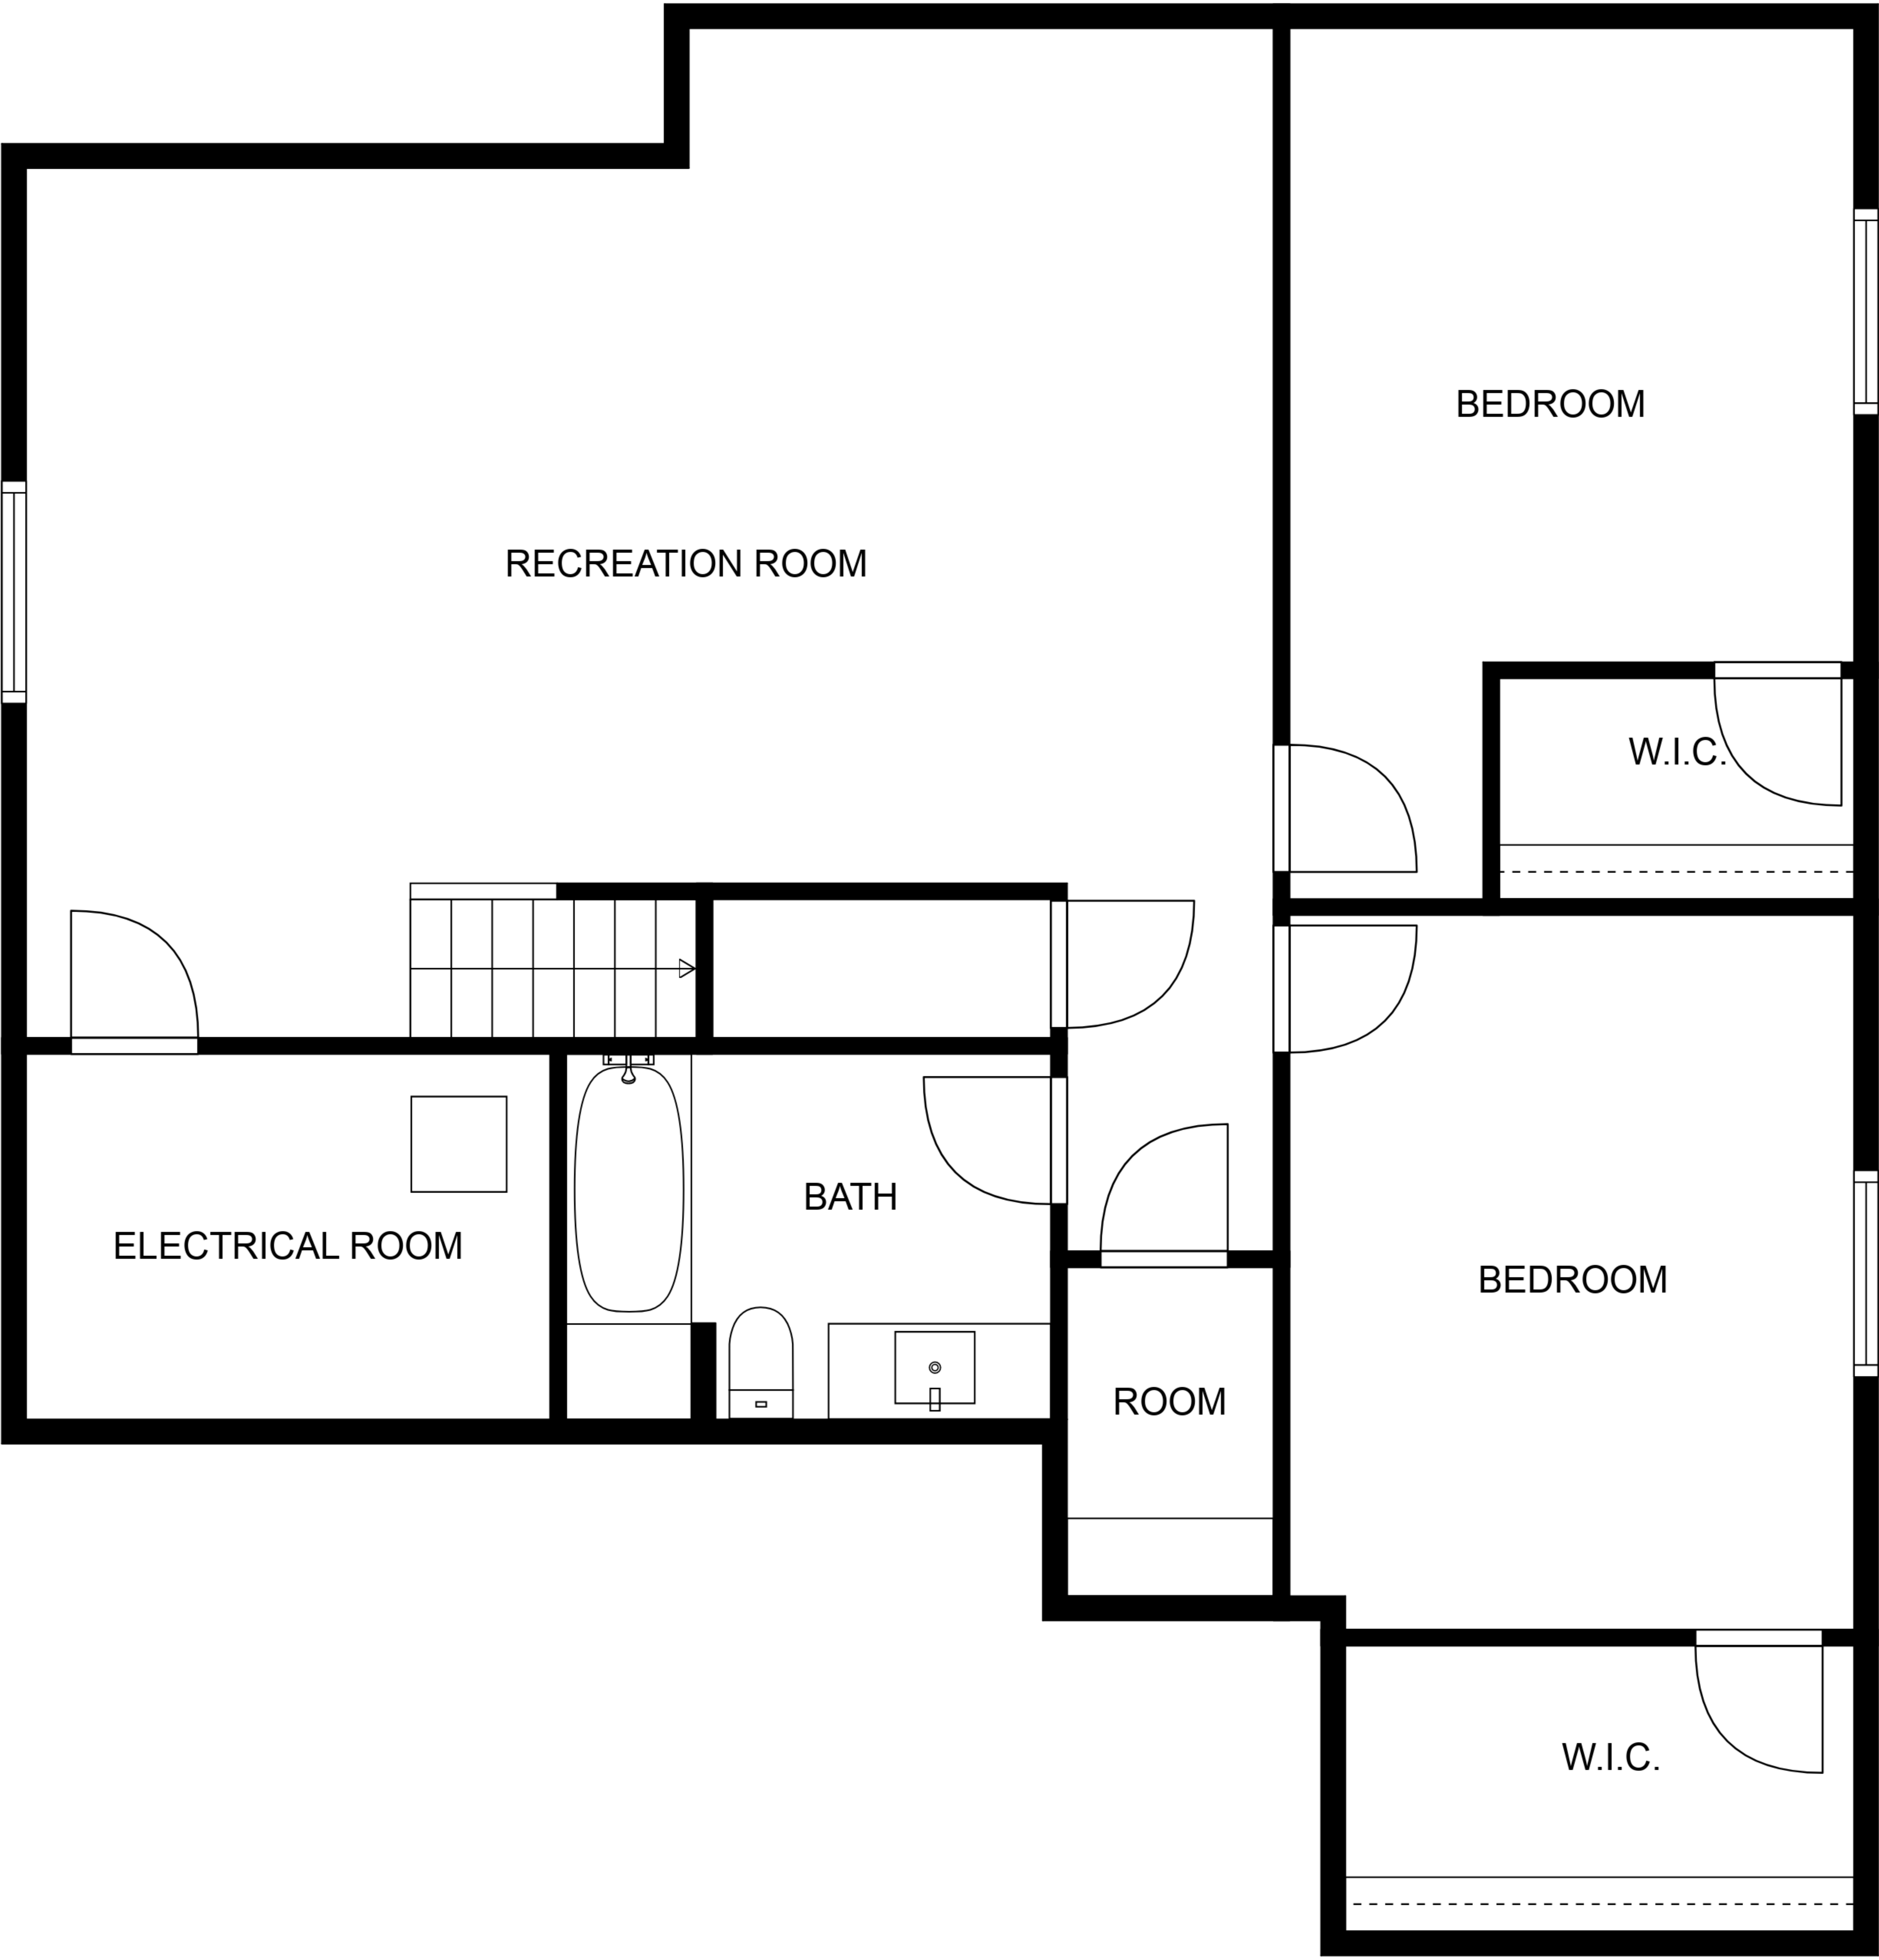 BEDROOM
RECREATION ROOM
W.I.C.
BATH
ELECTRICAL ROOM
BEDROOM
ROOM
W.I.C.